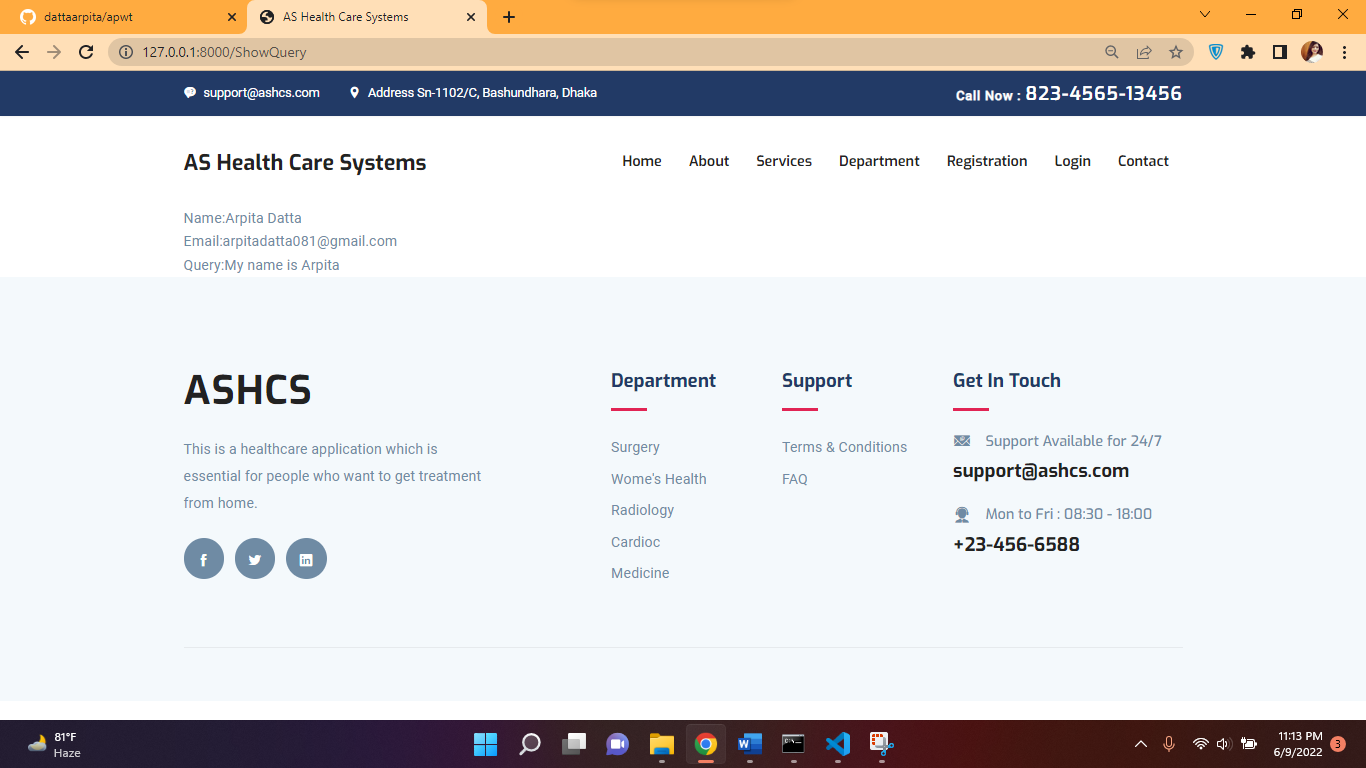 dattaarpita/apwt
AS Health Care Systems
127.0.0.1:8000/ShowQuery
support@ashcs.com
Address Sn-1102/C, Bashundhara, Dhaka
Call Now : 823-4565-13456
AS Health Care Systems
Home About Services Department Registration Login Contact
Name:Arpita Datta
Email:arpitadatta081@gmail.com
Query:My name is Arpita
ASHCS
This is a healthcare application which is
essential for people who want to get treatment
from home.
Department
Surgery
Wome's Health
Radiology
Cardioc
Medicine
Support
Terms & Conditions
FAQ
Get In Touch
Support Available for 24/7
support@ashcs.com
Mon to Fri : 08:30 - 18:00
+23-456-6588
81°F
Haze
11:13 PM
6/9/2022
3